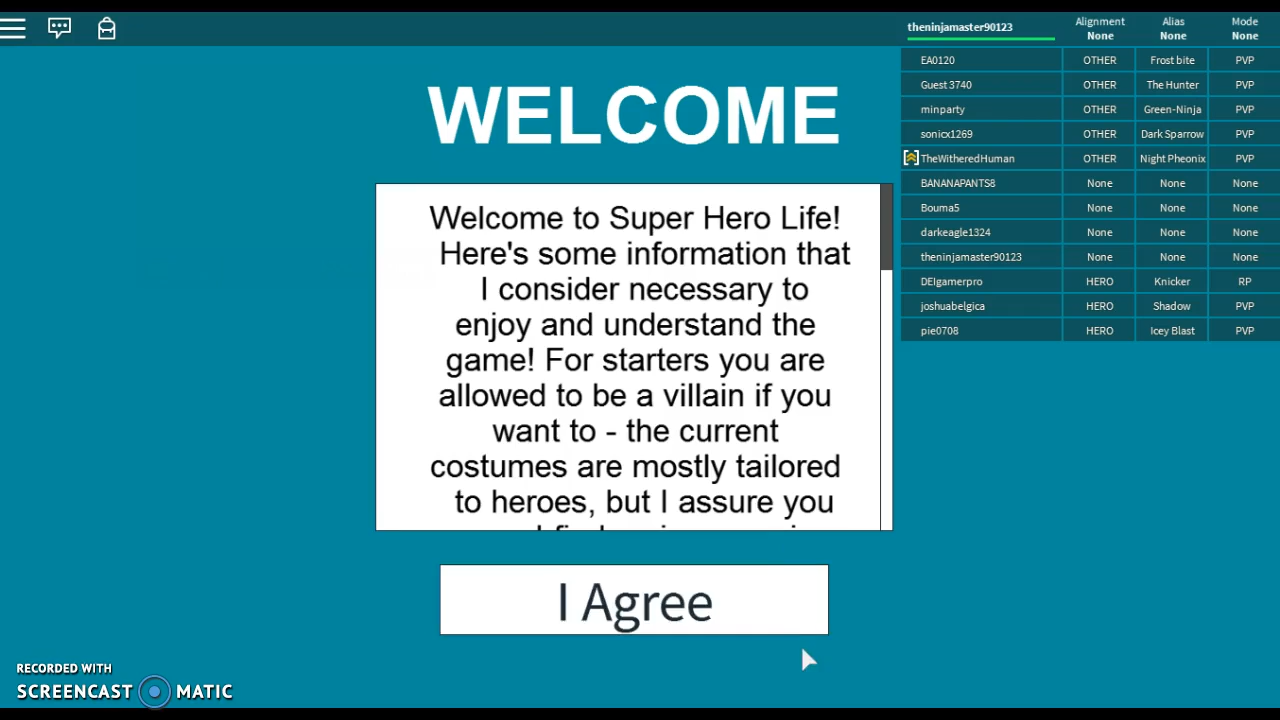 theninjamaster90123 Alignment Alias Mode
None None None
WELCOME
Welcome to Super Hero Life!
Here's some information that
I consider necessary to
enjoy and understand the
game! For starters you are
allowed to be a villain if you
want to - the current
costumes are mostly tailored
to heroes, but I assure you
I Agree
EA0120 OTHER Frost bite PVP
Guest 3740 OTHER The Hunter PVP
minparty OTHER Green-Ninja PVP
sonicx1269 OTHER Dark Sparrow PVP
TheWitheredHuman OTHER Night Pheonix PVP
BANANAPANTS8 None None None
Bouma5 None None None
darkeagle1324 None None None
theninjamaster90123 None None None
DEIgamerpro HERO Knicker RP
joshuabelgica HERO Shadow PVP
pie0708 HERO Icey Blast PVP
RECORDED WITH
SCREENCAST MATIC